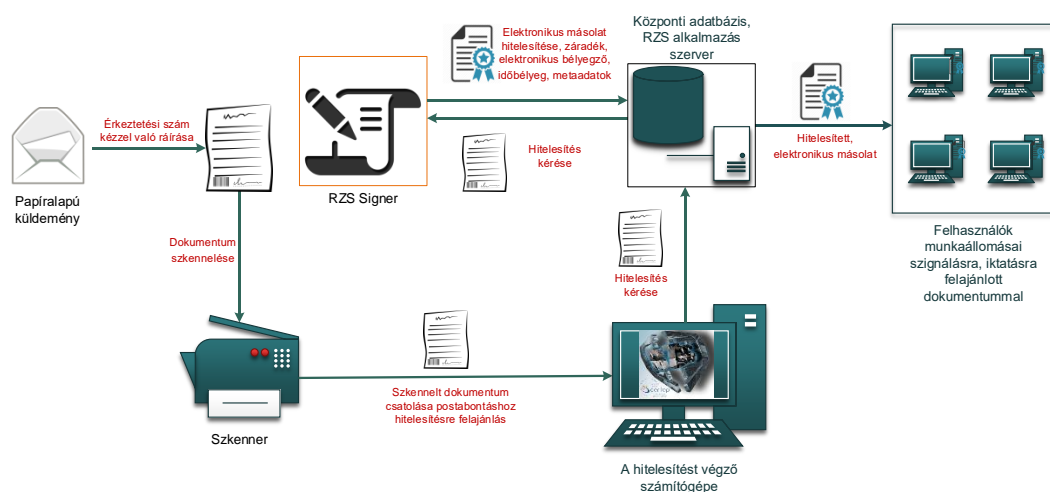 Elektronikus másolat
hitelesítése, záradék,
elektronikus bélyegző,
időbélyeg, metaadatok
Központi adatbázis,
RZS alkalmazás
szerver
Érkeztetési szám
kézzel való ráírása
Hitelesítés
kérése
Hitelesített,
elektronikus másolat
Papíralapú
küldemény
RZS Signer
Felhasználók
munkaállomásai
szignálásra, iktatásra
felajánlott
dokumentummal
Dokumentum
szkennelése
Hitelesítés
kérése
Szkennelt dokumentum
csatolása postabontáshoz
hitelesítésre felajánlás
Szkenner
A hitelesítést végző
számítógépe